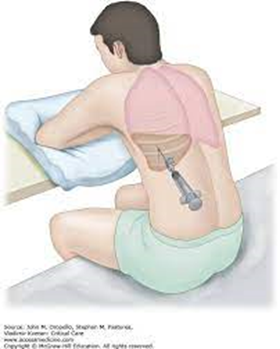 Source: John M. Oropello, Stephen M. Pastores,
Vladimir Kvetan: Critical Care
www.accessmedicine.com
Copyright © McGraw-Hill Education. All rights reserved.